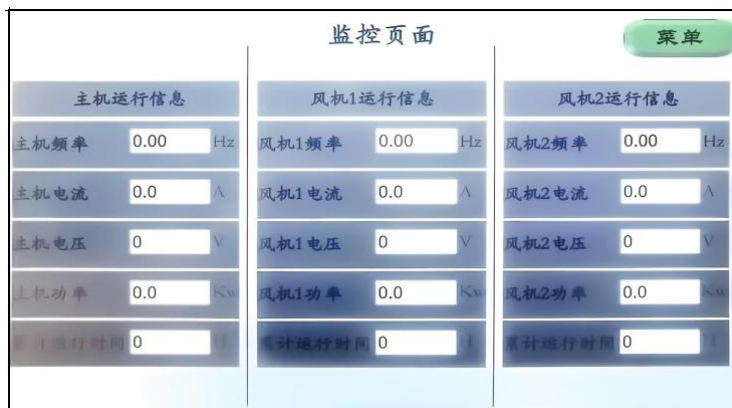 监控页面
菜单
主机运行信息
主机频率 0.00 Hz
主机电流 0.0 A
主机电压 0 V
主机功率 0.0 Kw
累计运行时间 0 H
风机1运行信息
风机1频率 0.00 Hz
风机1电流 0.0 A
风机1电压 0 V
风机1功率 0.0 Kw
累计运行时间 0 H
风机2运行信息
风机2频率 0.00 Hz
风机2电流 0.0 A
风机2电压 0 V
风机2功率 0.0 Kw
累计运行时间 0 H